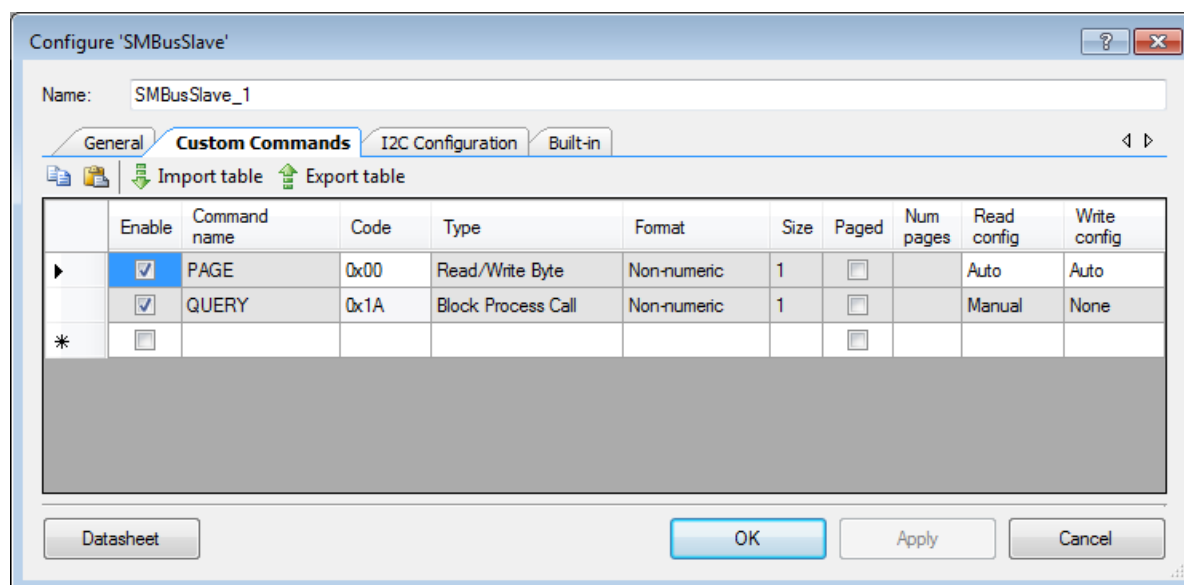 Configure 'SMBusSlave'
Name: SMBusSlave_1
General Custom Commands I2C Configuration Built-in
Import table Export table
Enable Command name Code Type Format Size Paged Num pages Read config Write config
PAGE 0x00 Read/Write Byte Non-numeric 1 Auto Auto
QUERY 0x1A Block Process Call Non-numeric 1 Manual None
Datasheet OK Apply Cancel